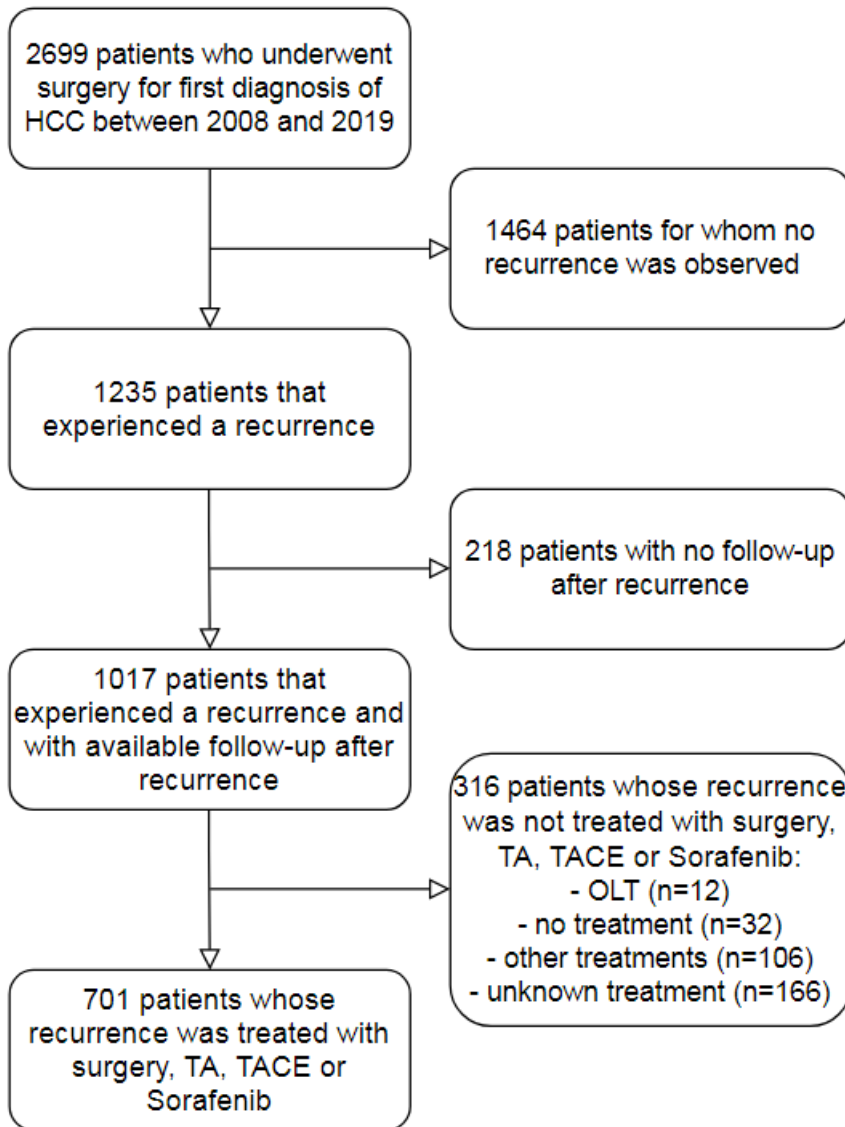 2699 patients who underwent
surgery for first diagnosis of
HCC between 2008 and 2019
1464 patients for whom no
recurrence was observed
1235 patients that
experienced a recurrence
218 patients with no follow-up
after recurrence
1017 patients that
experienced a recurrence and
with available follow-up after
recurrence
316 patients whose recurrence
was not treated with surgery,
TA, TACE or Sorafenib:
- OLT (n=12)
- no treatment (n=32)
- other treatments (n=106)
- unknown treatment (n=166)
701 patients whose
recurrence was treated with
surgery, TA, TACE or
Sorafenib